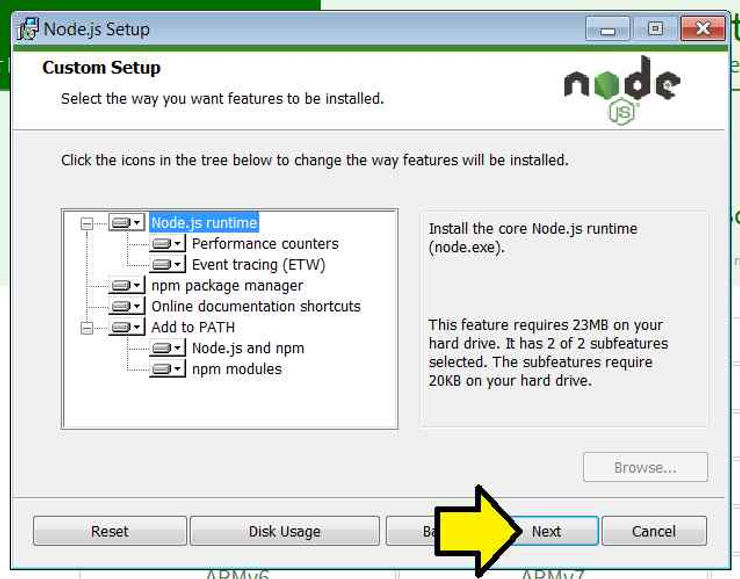 Node.js Setup
Custom Setup
Select the way you want features to be installed.
node
JS
Click the icons in the tree below to change the way features will be installed.
Node.js runtime
Performance counters
Event tracing (ETW)
npm package manager
Online documentation shortcuts
Add to PATH
Node.js and npm
npm modules
Install the core Node.js runtime
(node.exe).
This feature requires 23MB on your
hard drive. It has 2 of 2 subfeatures
selected. The subfeatures require
20KB on your hard drive.
Browse...
Reset
Disk Usage
Next
Cancel
ARMv6
ARMv7